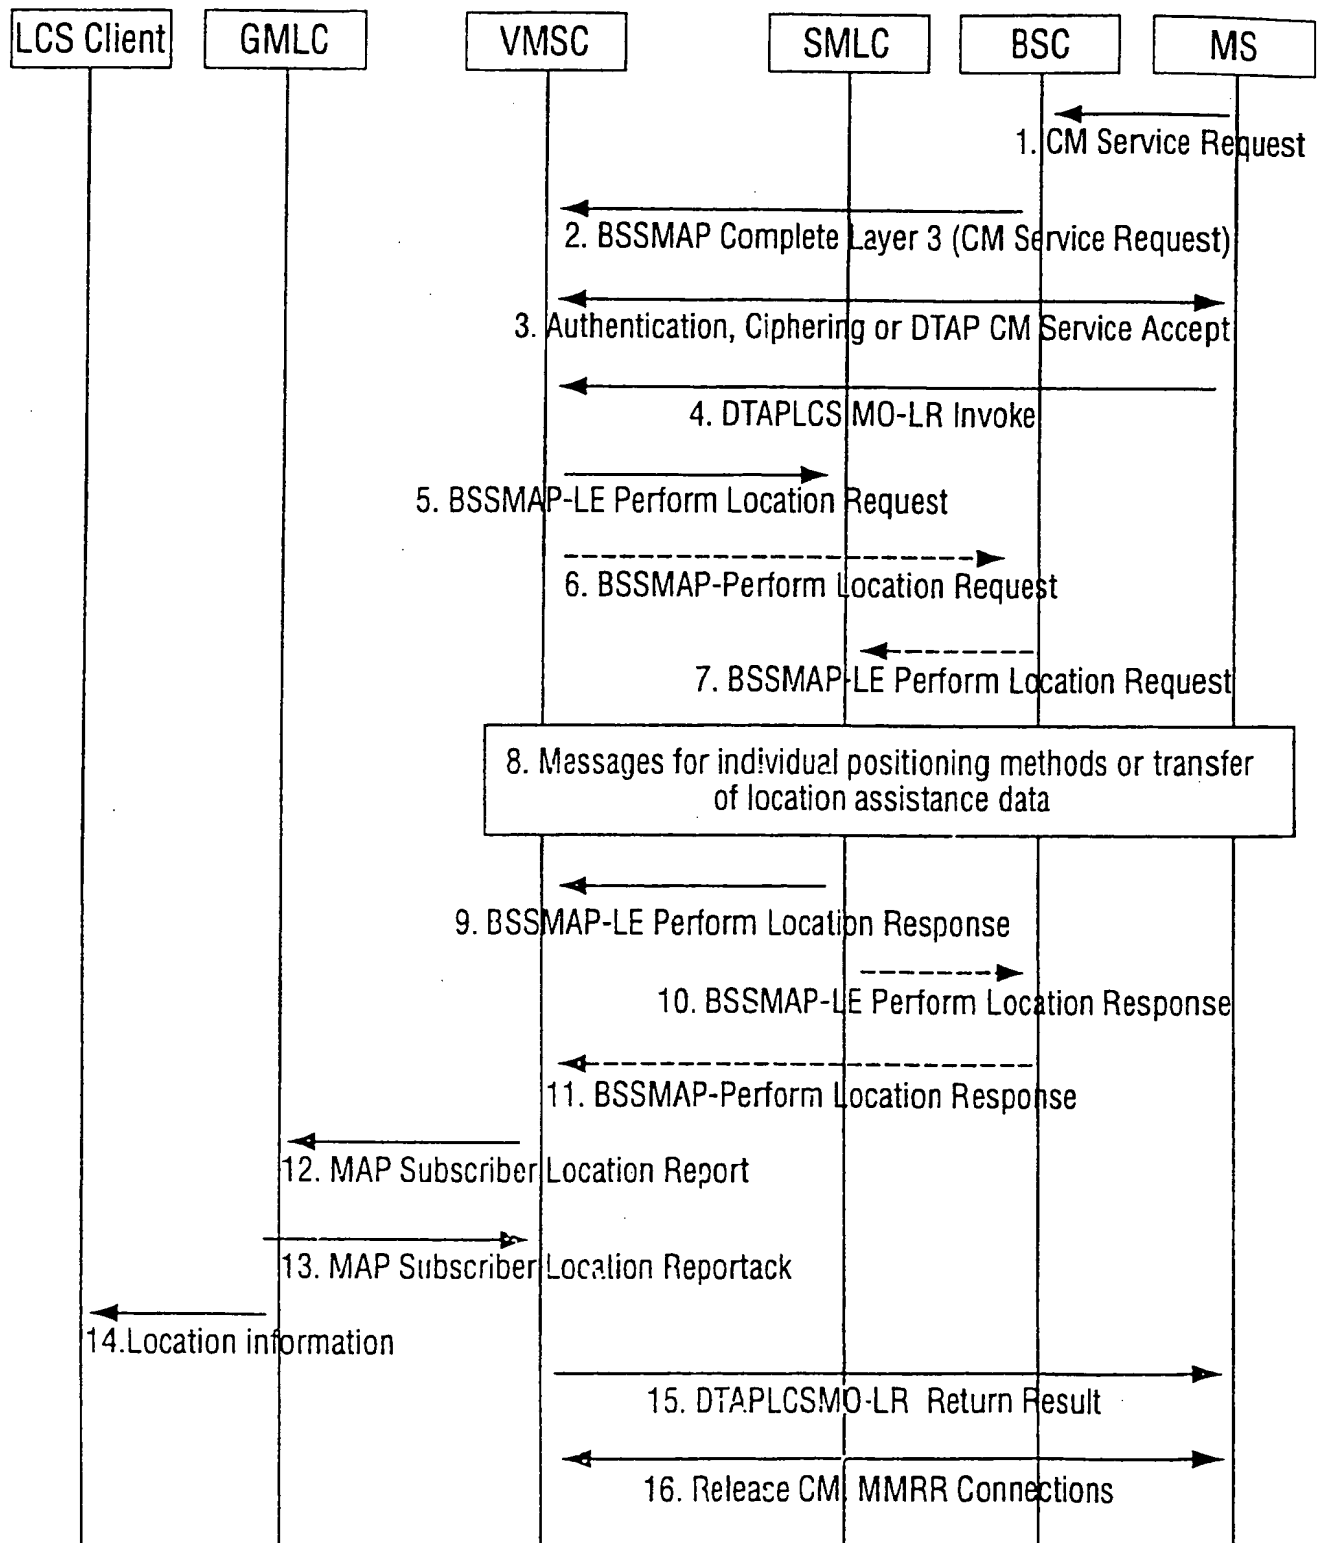 LCS Client
GMLC
VMSC
SMLC
BSC
MS
1. CM Service Request
2. BSSMAP Complete Layer 3 (CM Service Request)
3. Authentication, Ciphering or DTAP CM Service Accept
4. DTAPLCS MO-LR Invoke
5. BSSMAP-LE Perform Location Request
6. BSSMAP-Perform Location Request
7. BSSMAP-LE Perform Location Request
8. Messages for individual positioning methods or transfer
of location assistance data
9. BSSMAP-LE Perform Location Response
10. BSSMAP-LE Perform Location Response
11. BSSMAP-Perform Location Response
12. MAP Subscriber Location Report
13. MAP Subscriber Location Reportack
14.Location information
15. DTAPLCSMO-LR Return Result
16. Release CM, MMRR Connections